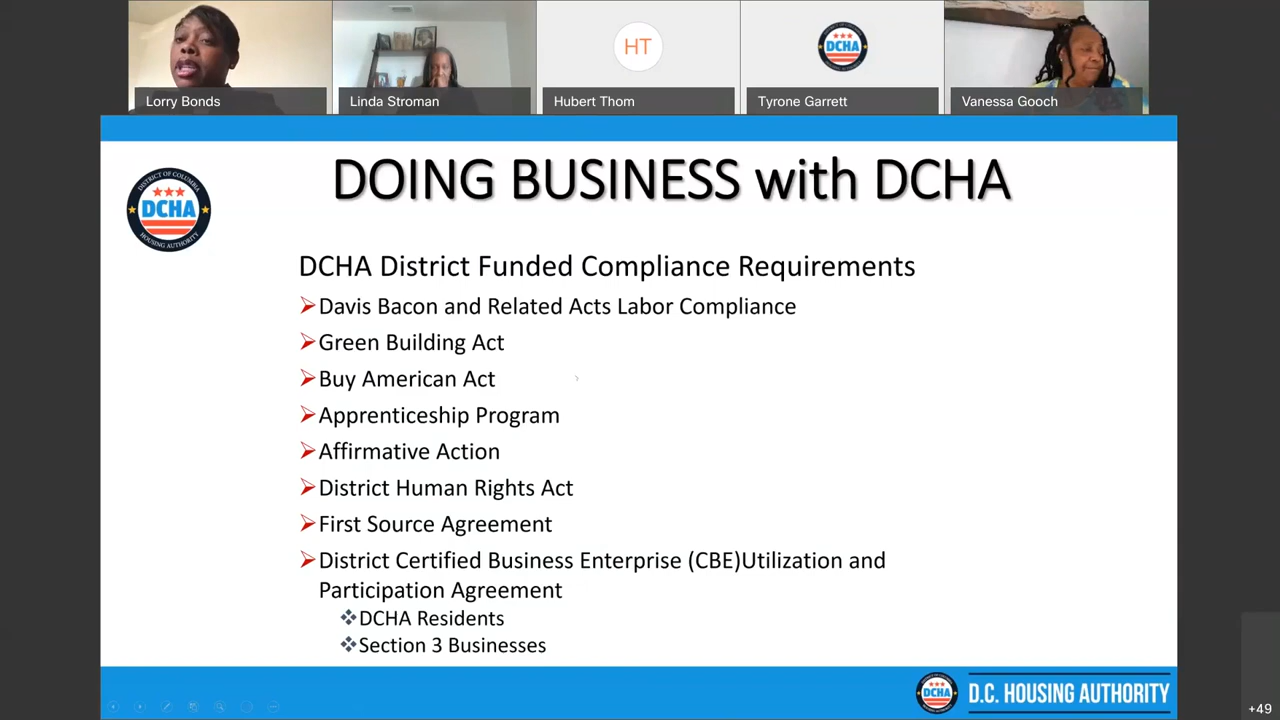 HT
DCHA
Lorry Bonds
Linda Stroman
Hubert Thom
Tyrone Garrett
Vanessa Gooch
DOING BUSINESS with DCHA
DISTRICT OF COLUMBIA
DCHA
HOUSING AUTHORITY
DCHA District Funded Compliance Requirements
Davis Bacon and Related Acts Labor Compliance
Green Building Act
Buy American Act
Apprenticeship Program
Affirmative Action
District Human Rights Act
First Source Agreement
District Certified Business Enterprise (CBE)Utilization and
Participation Agreement
DCHA Residents
Section 3 Businesses
DCHA
D.C. HOUSING AUTHORITY
+49